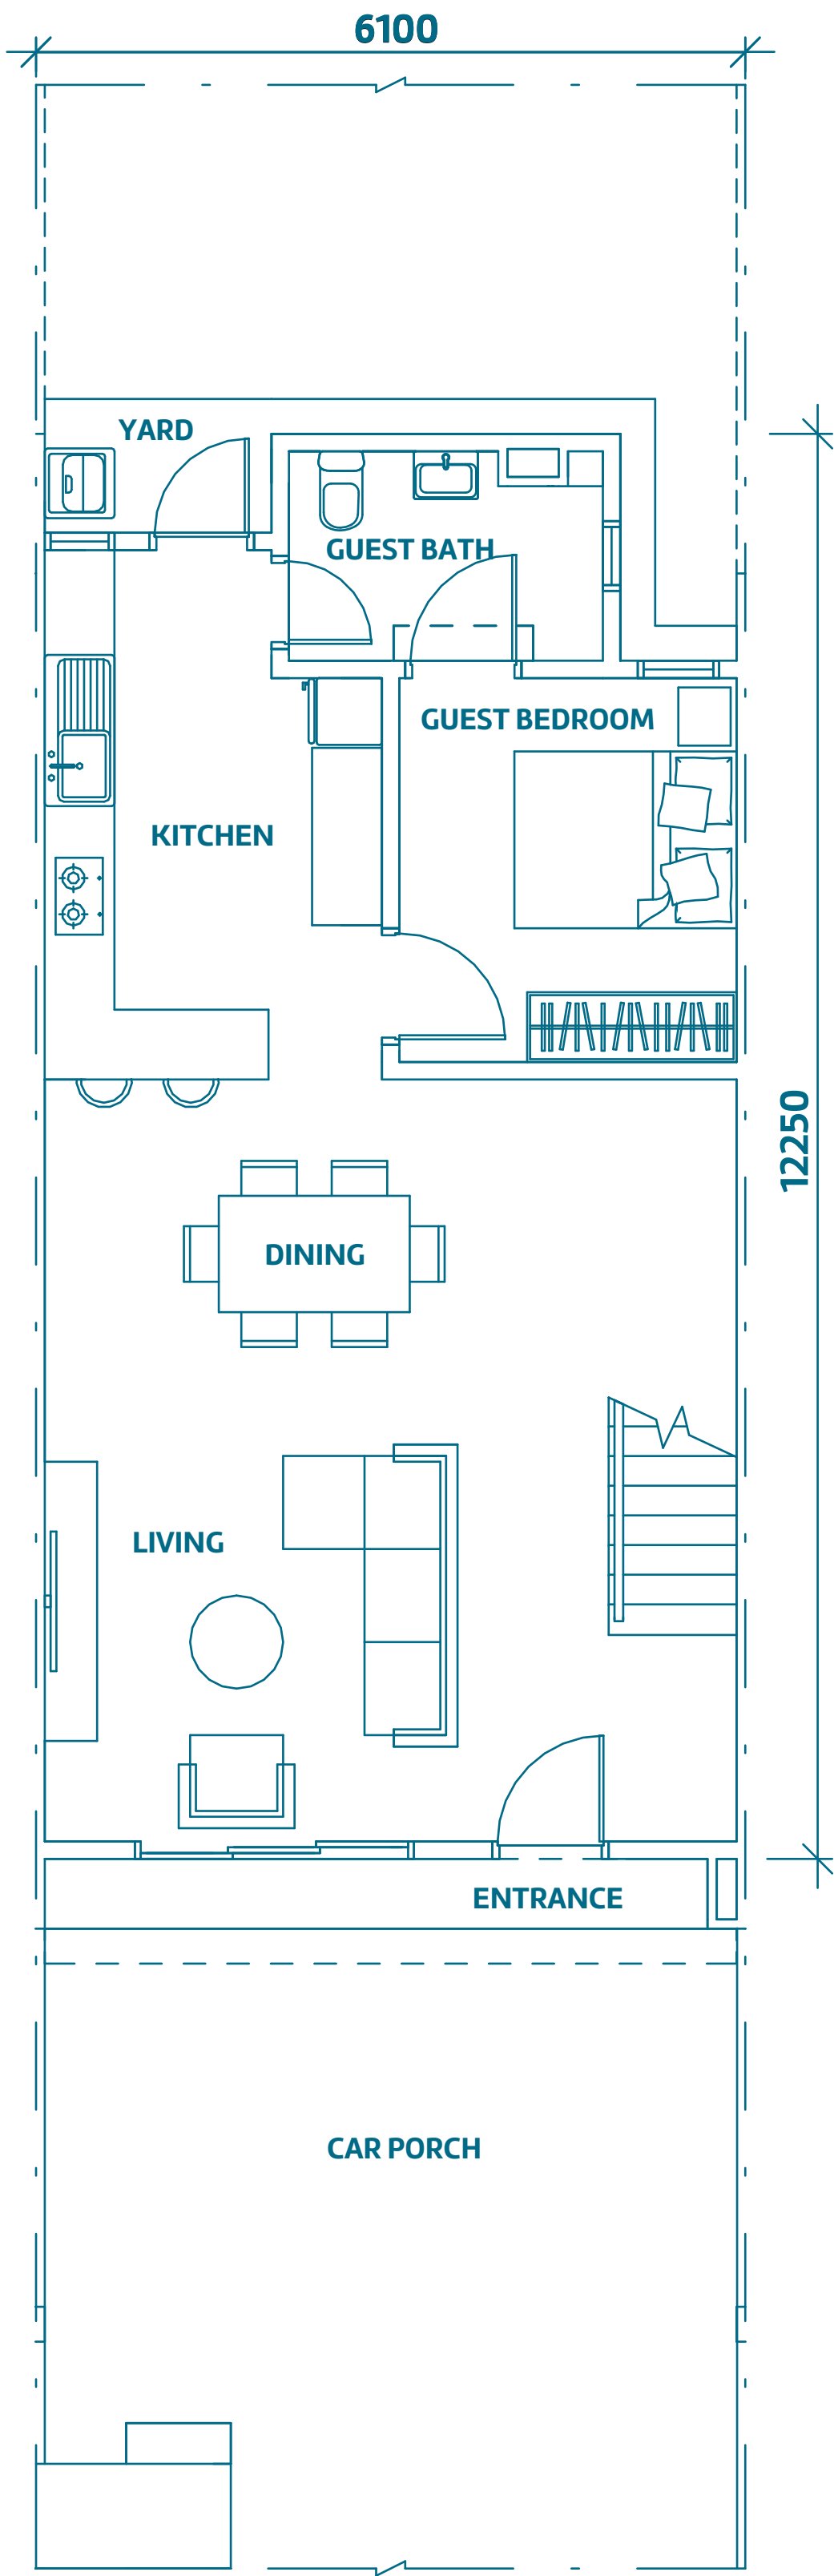 6100
YARD
GUEST BATH
GUEST BEDROOM
KITCHEN
12250
DINING
LIVING
ENTRANCE
CAR PORCH